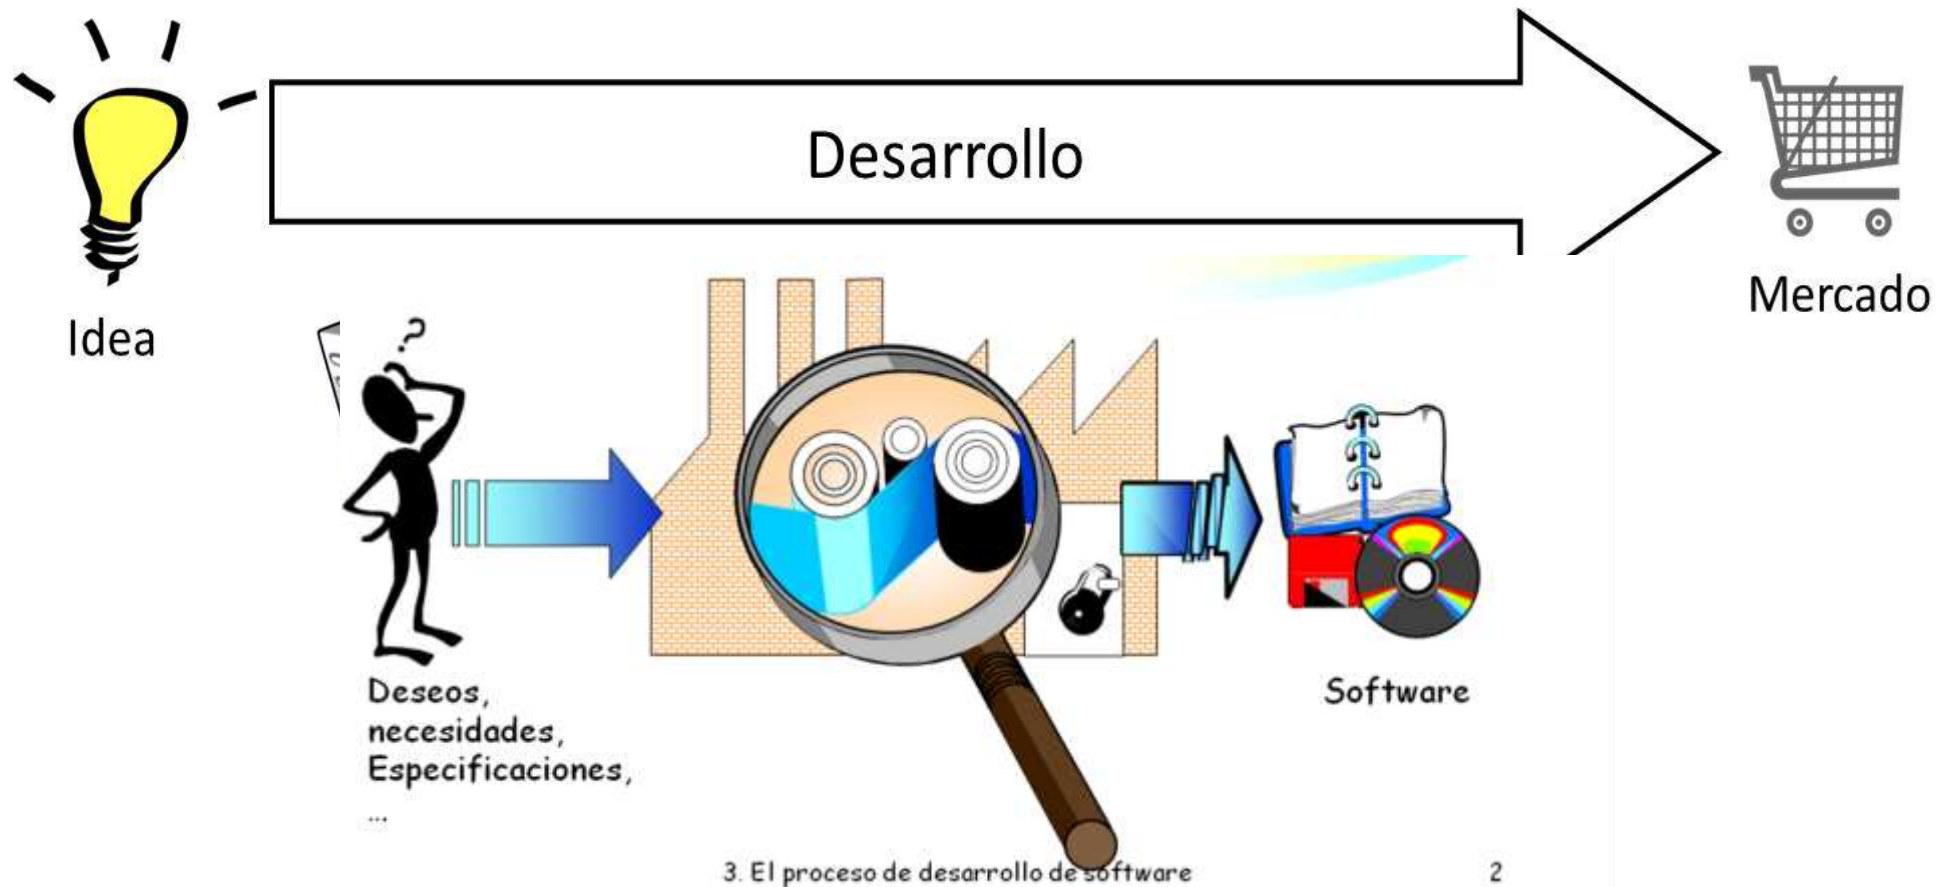 Desarrollo
Mercado
Idea
?
Deseos,
necesidades,
Especificaciones,
...
Software
3. El proceso de desarrollo de software
2